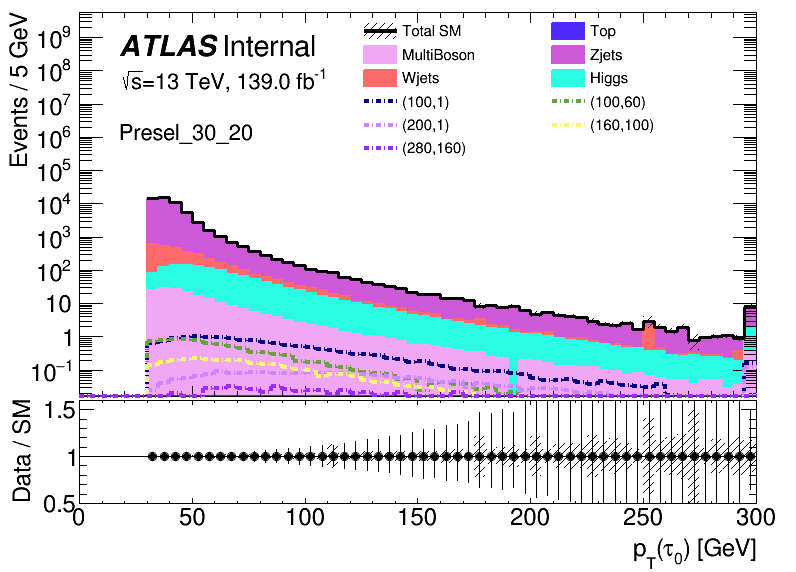 Events / 5 GeV
10⁹
10⁸
10⁷
10⁶
10⁵
10⁴
10³
10²
10
1
10⁻¹
ATLAS Internal
√s=13 TeV, 139.0 fb⁻¹
Presel_30_20
Total SM
Top
MultiBoson
Zjets
Wjets
Higgs
(100,1)
(100,60)
(200,1)
(160,100)
(280,160)
Data / SM
1.5
1
0.5
0 50 100 150 200 250 300
p_T(τ₀) [GeV]